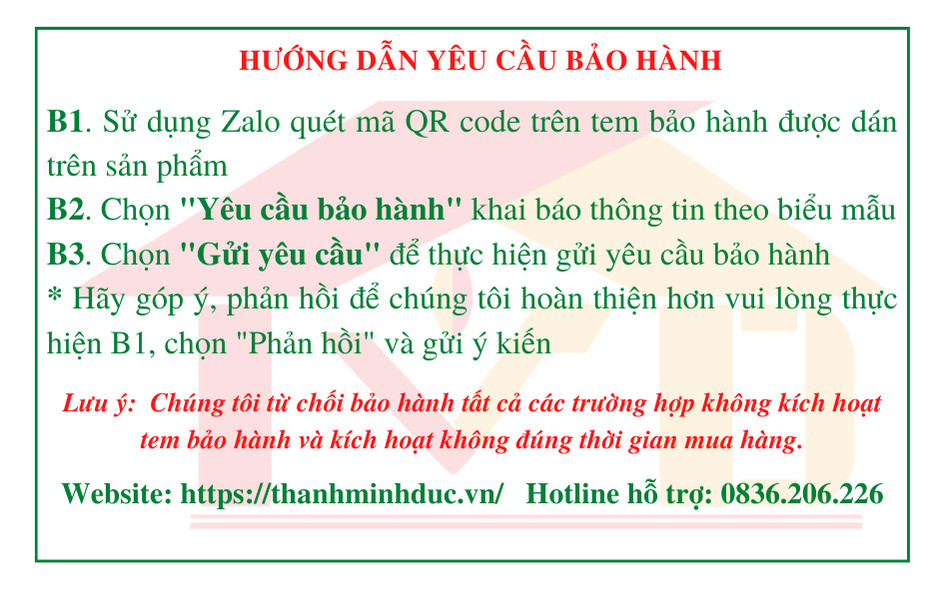 HƯỚNG DẪN YÊU CẦU BẢO HÀNH
B1. Sử dụng Zalo quét mã QR code trên tem bảo hành được dán
trên sản phẩm
B2. Chọn "Yêu cầu bảo hành" khai báo thông tin theo biểu mẫu
B3. Chọn "Gửi yêu cầu" để thực hiện gửi yêu cầu bảo hành
* Hãy góp ý, phản hồi để chúng tôi hoàn thiện hơn vui lòng thực
hiện B1, chọn "Phản hồi" và gửi ý kiến
Lưu ý: Chúng tôi từ chối bảo hành tất cả các trường hợp không kích hoạt
tem bảo hành và kích hoạt không đúng thời gian mua hàng.
Website: https://thanhminhduc.vn/ Hotline hỗ trợ: 0836.206.226